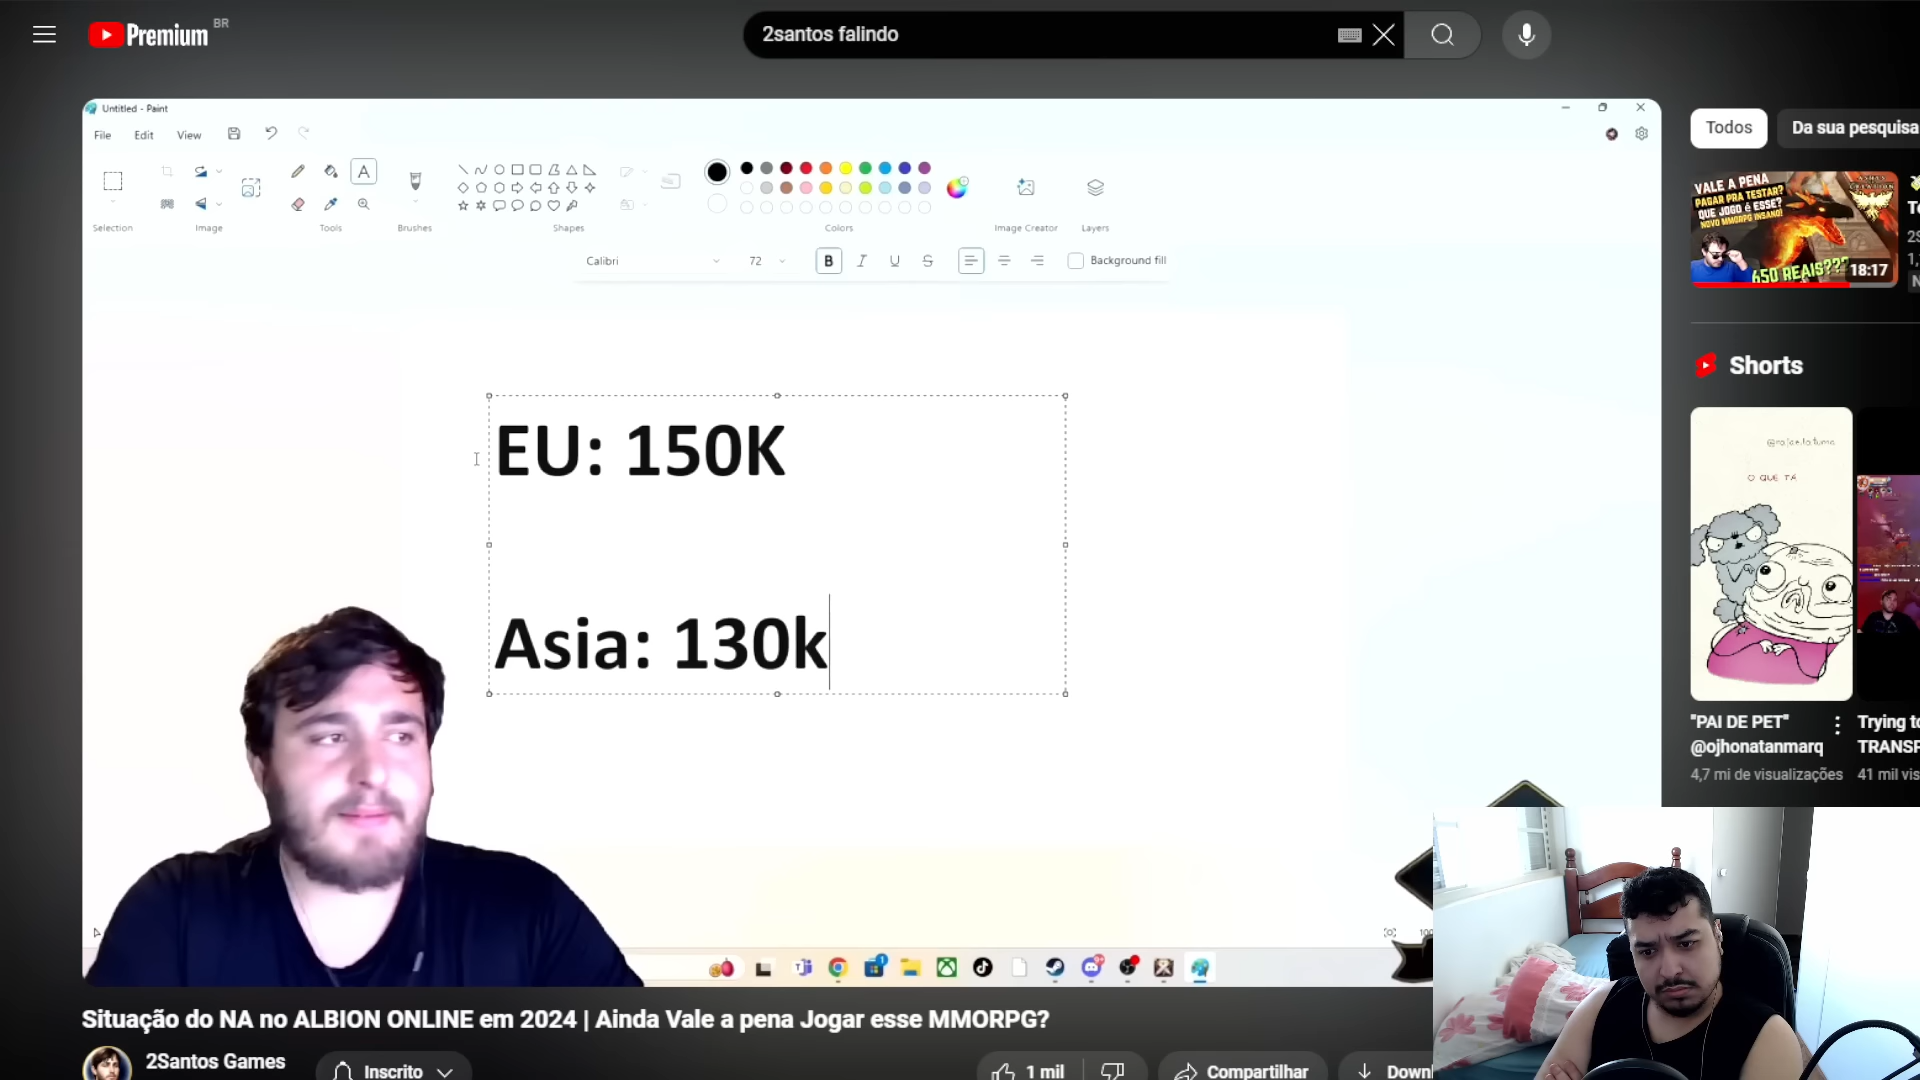 Premium BR
2santos falindo
Untitled - Paint
File Edit View
Selection Image Tools Brushes Shapes Colors Image Creator Layers
Calibri 72 B I U S Background fill
EU: 150K
Asia: 130k
Situação do NA no ALBION ONLINE em 2024 | Ainda Vale a pena Jogar esse MMORPG?
2Santos Games
Inscrito
1 mil
Compartilhar
Todos
Da sua pesquisa
VALE A PENA
PAGAR PRA TESTAR?
QUE JOGO é ESSE?
NOVO MMORPG INSANO!
650 REAIS???
18:17
Shorts
O QUE TÁ
"PAI DE PET"
@ojhonatanmarq
4,7 mi de visualizações
Trying
41 mil